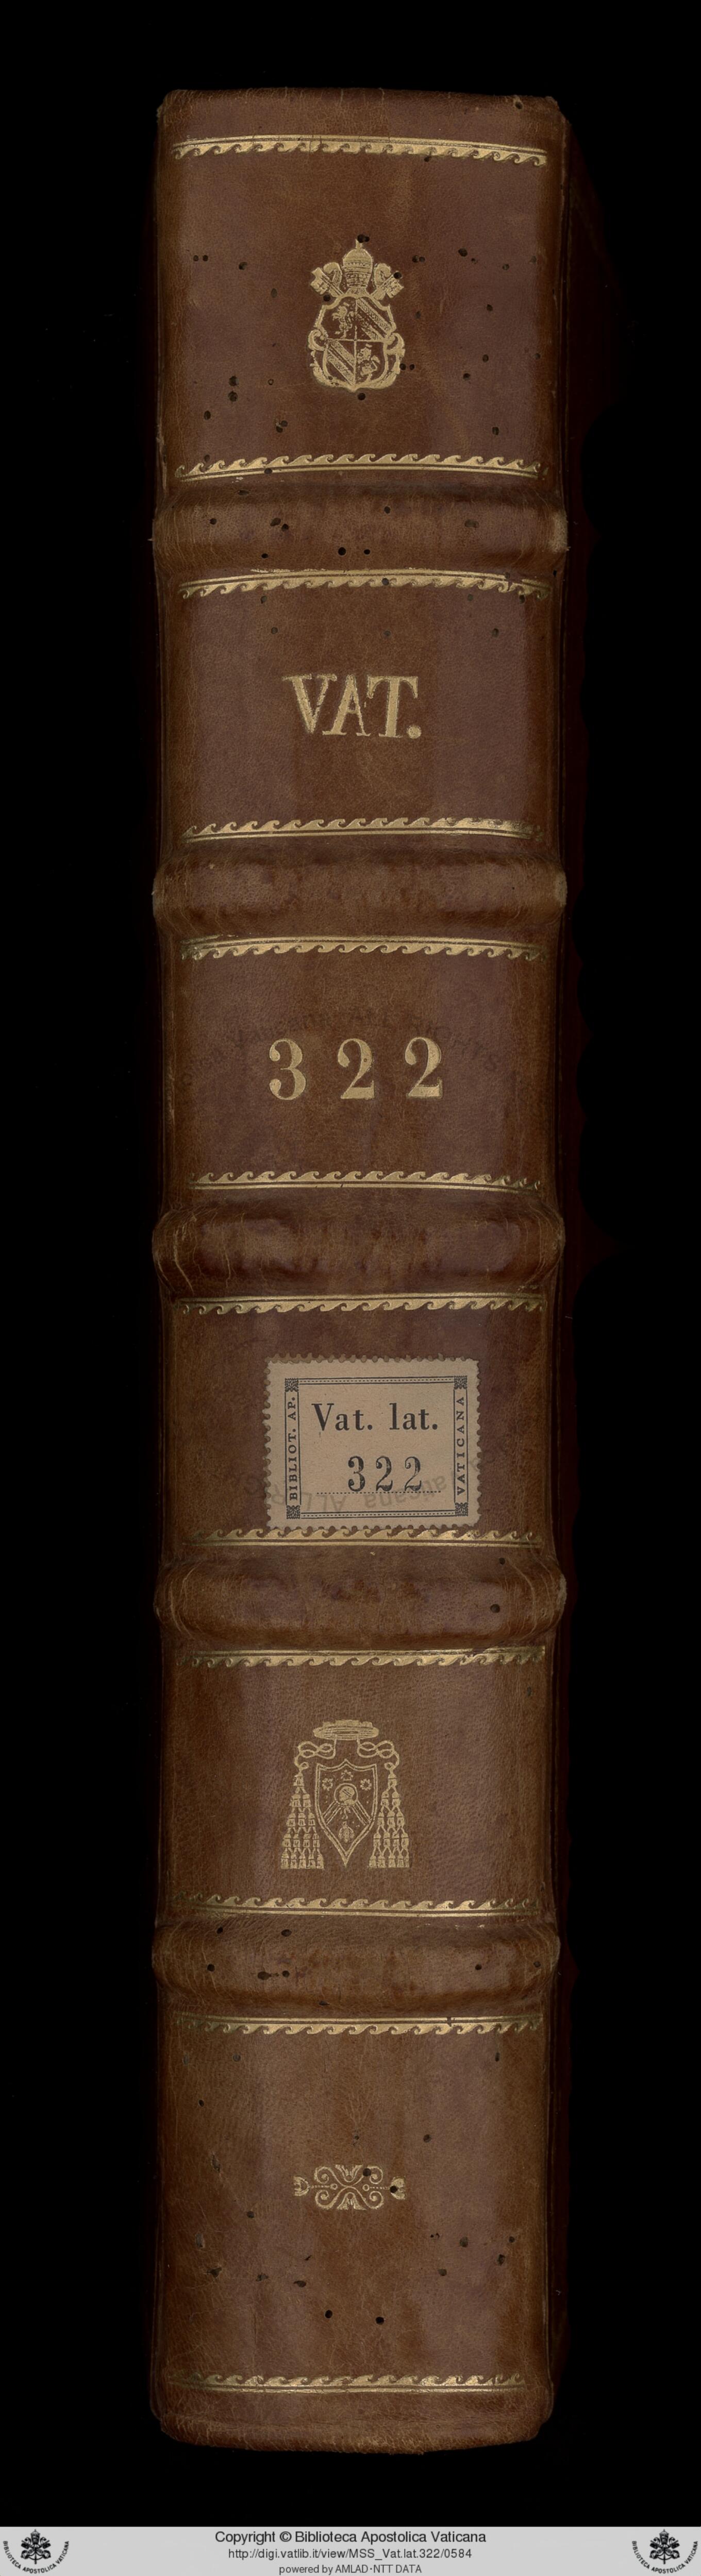 VAT.
322
BIBLIOT. AP.
Vat. lat.
322
VATICANA
Copyright © Biblioteca Apostolica Vaticana
http://digi.vatlib.it/view/MSS_Vat.lat.322/0584
powered by AMLAD-NTT DATA